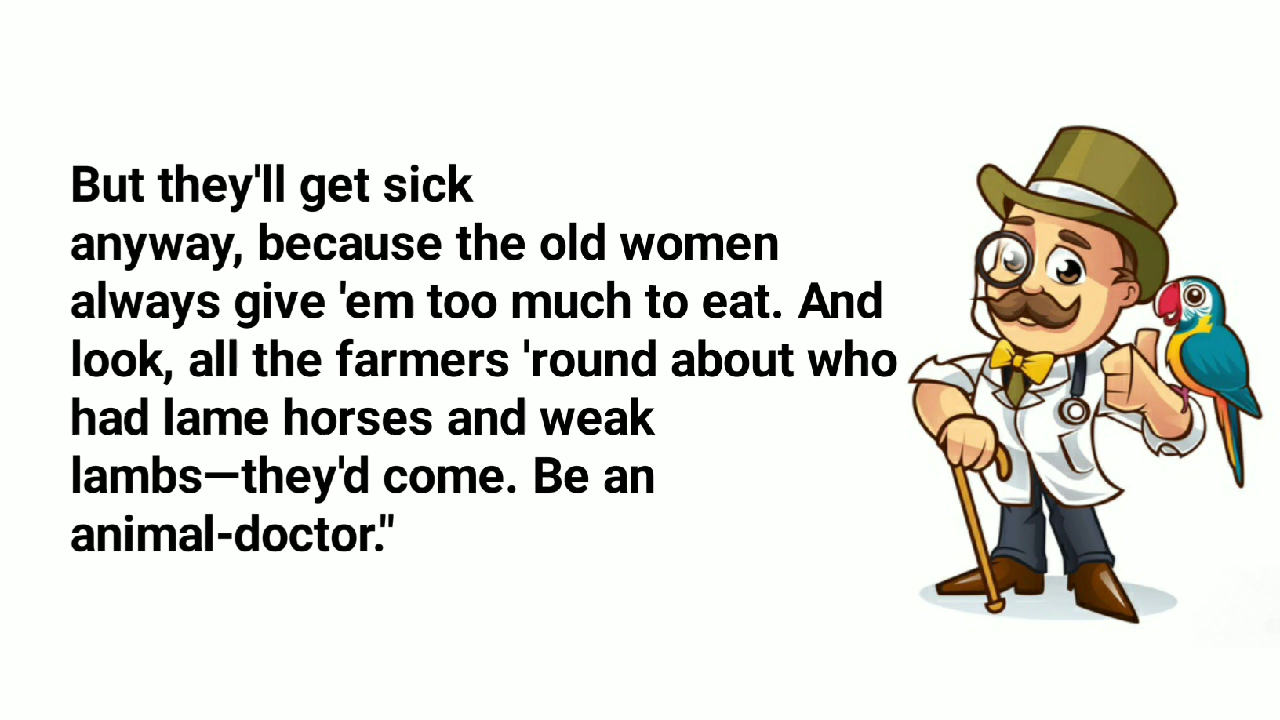 But they'll get sick
anyway, because the old women
always give 'em too much to eat. And
look, all the farmers 'round about who
had lame horses and weak
lambs—they'd come. Be an
animal-doctor."